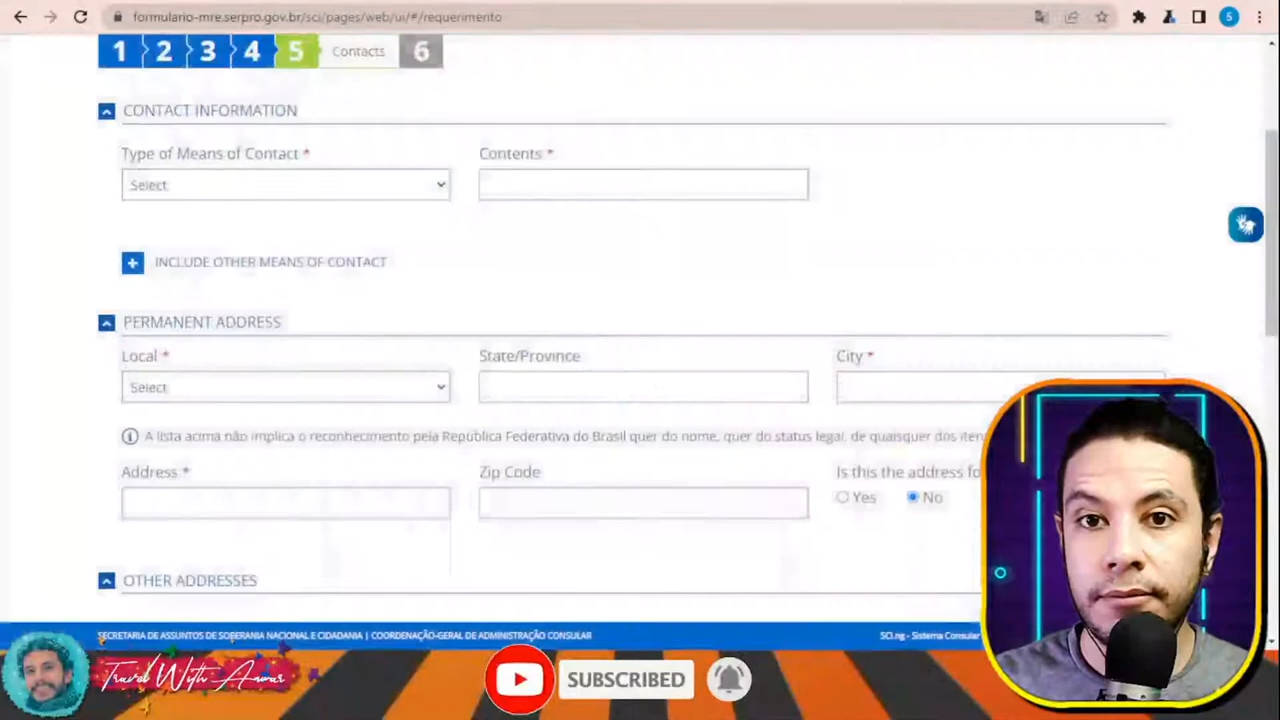 formulario-mre.serpro.gov.br/sci/pages/web/ui/#/requerimento
S
1 2 3 4 5 Contacts 6
CONTACT INFORMATION
Type of Means of Contact * Contents *
Select
INCLUDE OTHER MEANS OF CONTACT
PERMANENT ADDRESS
Local * State/Province City *
Select
A lista acima não implica o reconhecimento pela República Federativa do Brasil quer do nome, quer do status legal, de quaisquer dos
Address * Zip Code Is this the address
Yes No
OTHER ADDRESSES
SECRETARIA DE ASSUNTOS DE SOBERANIA NACIONAL E CIDADANIA | COORDENAÇÃO-GERAL DE ADMINISTRAÇÃO CONSULAR SCI.ng - Sistema Consular
Travel With Anwar
SUBSCRIBED